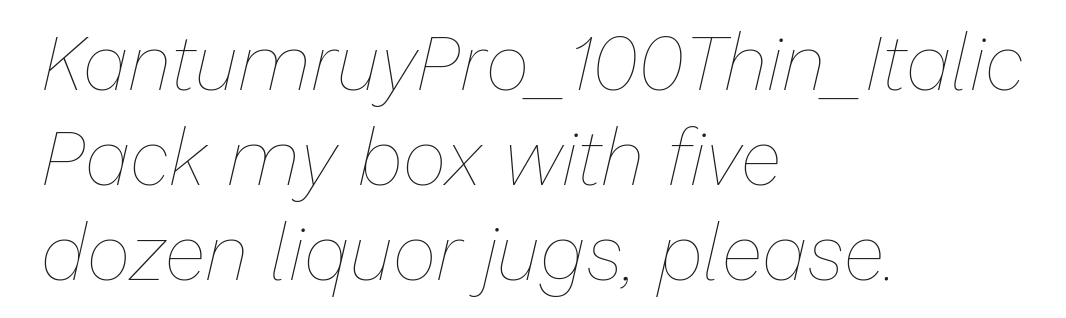 KantumruyPro_100Thin_Italic
Pack my box with five
dozen liquor jugs, please.